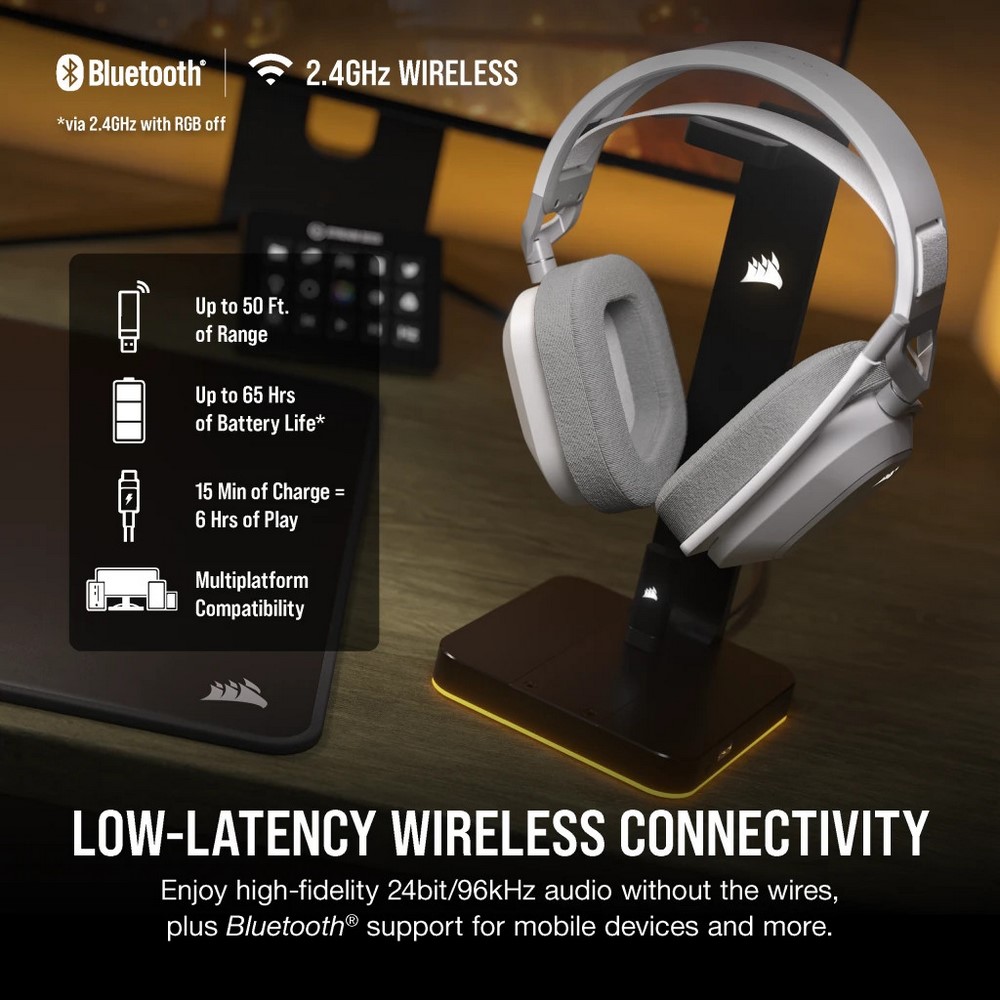 Bluetooth® 2.4GHz WIRELESS
*via 2.4GHz with RGB off
Up to 50 Ft.
of Range
Up to 65 Hrs
of Battery Life*
15 Min of Charge =
6 Hrs of Play
Multiplatform
Compatibility
LOW-LATENCY WIRELESS CONNECTIVITY
Enjoy high-fidelity 24bit/96kHz audio without the wires,
plus Bluetooth® support for mobile devices and more.